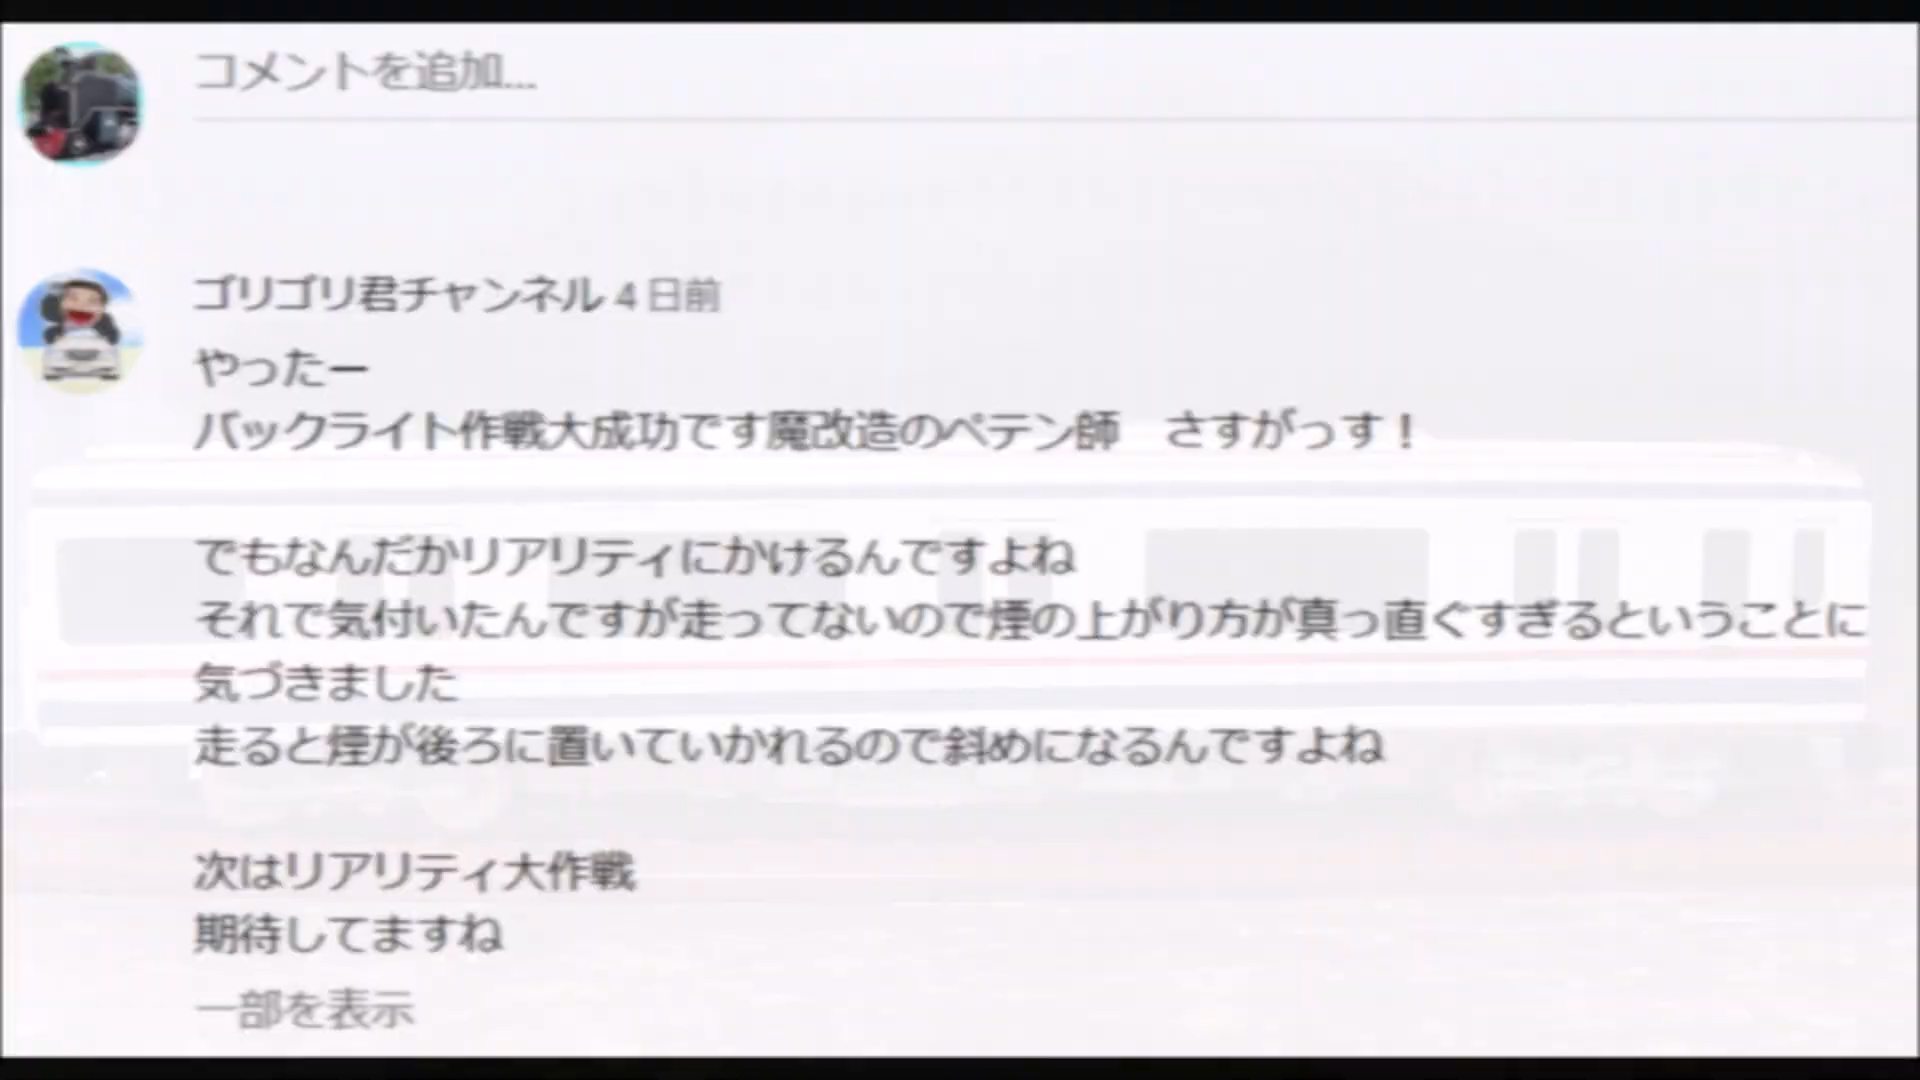 コメントを追加...
ゴリゴリ君チャンネル 4 日前
やったー
バックライト作戦大成功です魔改造のペテン師　さすがっす！
でもなんだかリアリティにかけるんですよね
それで気付いたんですが走ってないので煙の上がり方が真っ直ぐすぎるということに
気づきました
走ると煙が後ろに置いていかれるので斜めになるんですよね
次はリアリティ大作戦
期待してますね
一部を表示